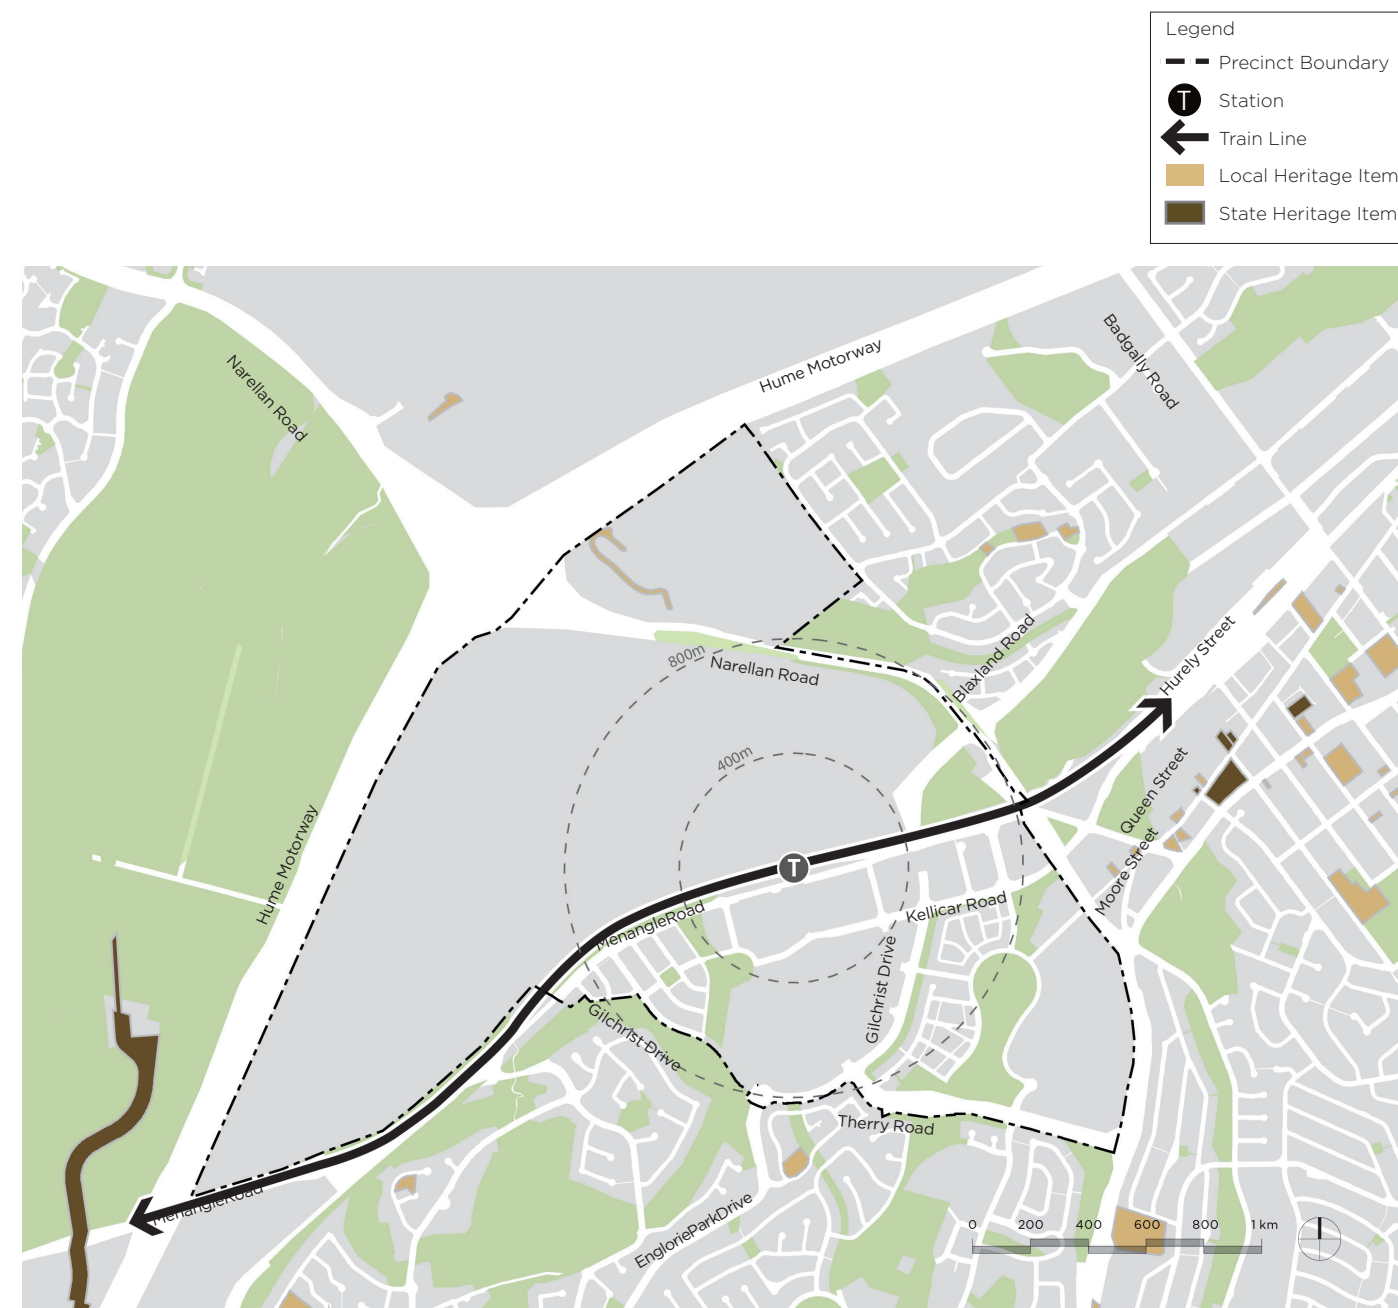 Legend
Precinct Boundary
T Station
Train Line
Local Heritage Item
State Heritage Item
Badgally Road
Hume Motorway
Narellan Road
Hurely Street
Blaxland Road
800m
Narellan Road
400m
Queen Street
Moore Street
T
Hume Motorway
Kellicar Road
MenangleRoad
Gilchrist Drive
Gilchrist Drive
Therry Road
MenangleRoad
EnglorieParkDrive
0 200 400 600 800 1 km